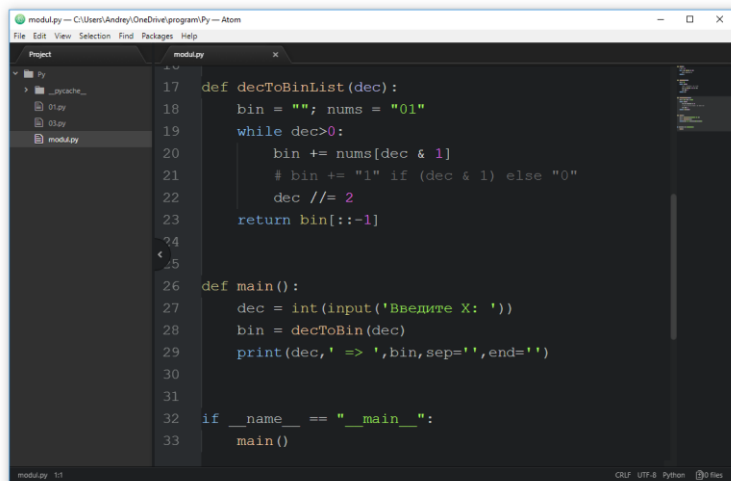 modul.py — C:\Users\Andrey\OneDrive\program\Py — Atom
File Edit View Selection Find Packages Help
Project
Py
__pycache__
01.py
03.py
modul.py
modul.py
16
17 def decToBinList(dec):
18     bin = ""; nums = "01"
19     while dec>0:
20         bin += nums[dec & 1]
21         # bin += "1" if (dec & 1) else "0"
22         dec //= 2
23     return bin[::-1]
24
25
26 def main():
27     dec = int(input('Введите X: '))
28     bin = decToBin(dec)
29     print(dec,' => ',bin,sep='',end='')
30
31
32 if __name__ == "__main__":
33     main()
modul.py 1:1
CRLF UTF-8 Python 0 files